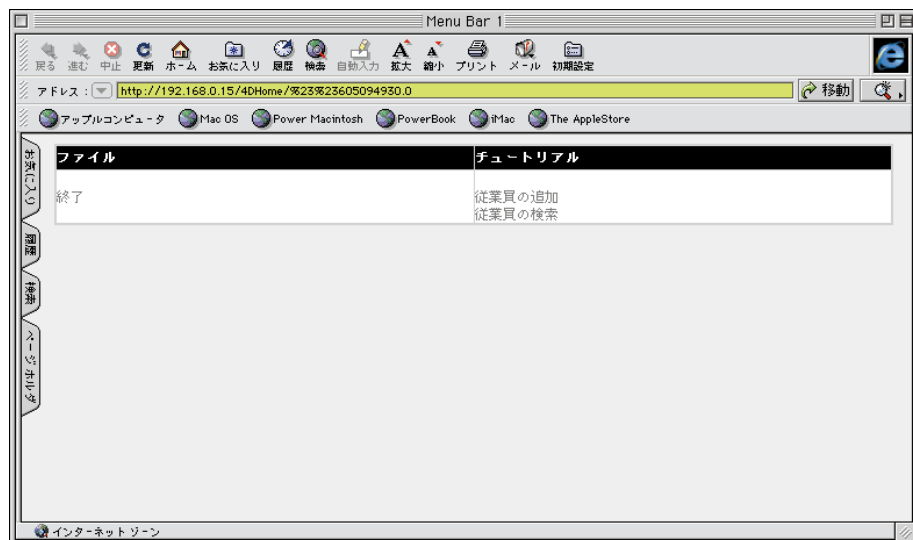 Menu Bar 1
戻る 進む 中止 更新 ホーム お気に入り 履歴 検索 自動入力 拡大 縮小 プリント メール 初期設定
アドレス : http://192.168.0.15/4DHome/%23%23605094930.0 移動
アップルコンピュータ Mac OS Power Macintosh PowerBook iMac The AppleStore
お気に入り
履歴
検索
ページ ホルダ
ファイル チュートリアル
終了 従業員の追加
従業員の検索
インターネット ゾーン